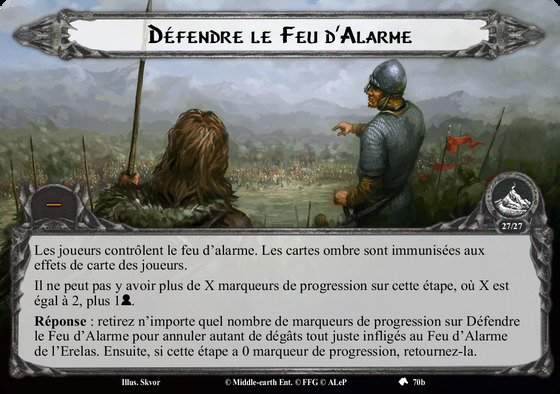 Défendre le Feu d'Alarme
–
27/27
Les joueurs contrôlent le feu d'alarme. Les cartes ombre sont immunisées aux
effets de carte des joueurs.
Il ne peut pas y avoir plus de X marqueurs de progression sur cette étape, où X est
égal à 2, plus 1.
Réponse : retirez n'importe quel nombre de marqueurs de progression sur Défendre
le Feu d'Alarme pour annuler autant de dégâts tout juste infligés au Feu d'Alarme
de l'Erelas. Ensuite, si cette étape a 0 marqueur de progression, retournez-la.
Illus. Skvor © Middle-earth Ent. © FFG © ALeP 70b